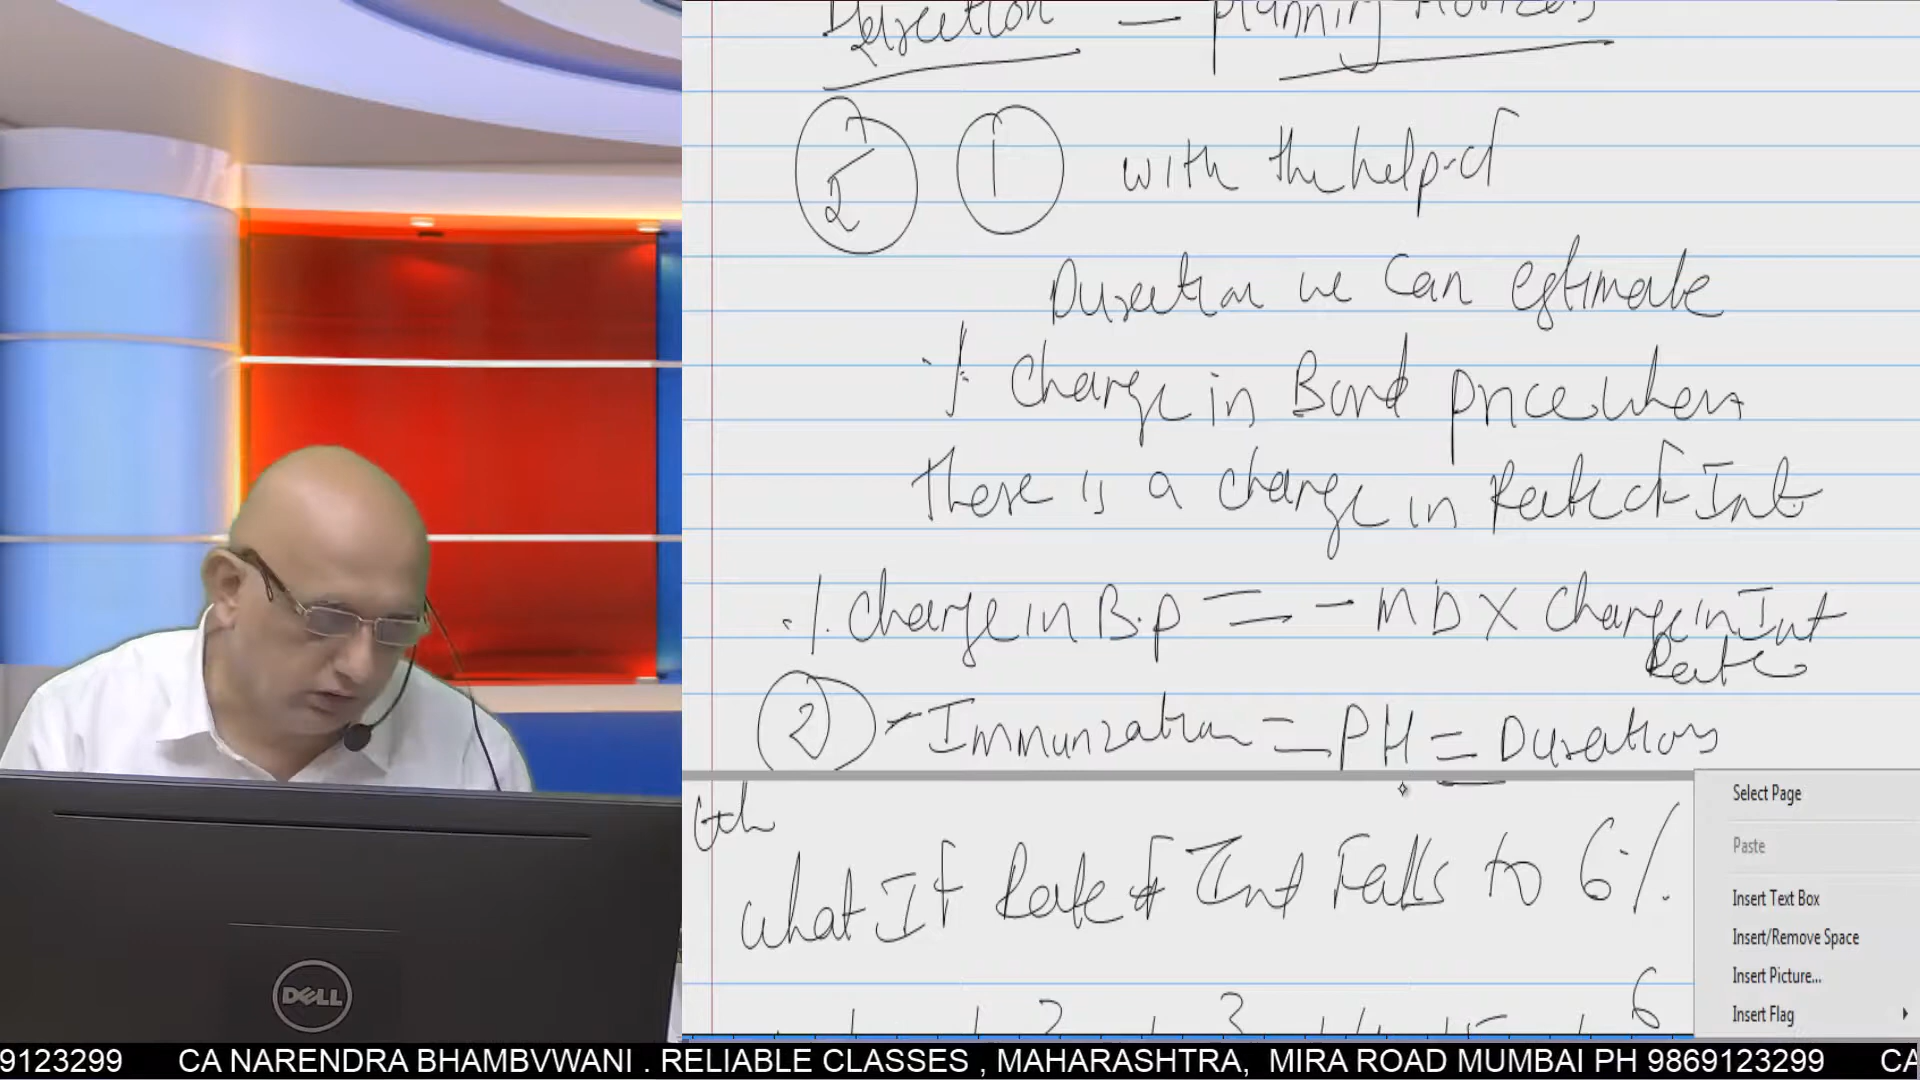 Duration — Planning Horizon
2 1 with the help of
Duration we can estimate
% change in Bond price when
there is a change in Rate of Int
% change in B.P = - MD X change in Int
Rate
2 - Immunization = PH = Duration
what If Rate of Int Falls to 6%.
1 2 3 4 5 6
DELL
Select Page
Paste
Insert Text Box
Insert/Remove Space
Insert Picture...
Insert Flag
9123299 CA NARENDRA BHAMBVWANI . RELIABLE CLASSES , MAHARASHTRA, MIRA ROAD MUMBAI PH 9869123299 CA